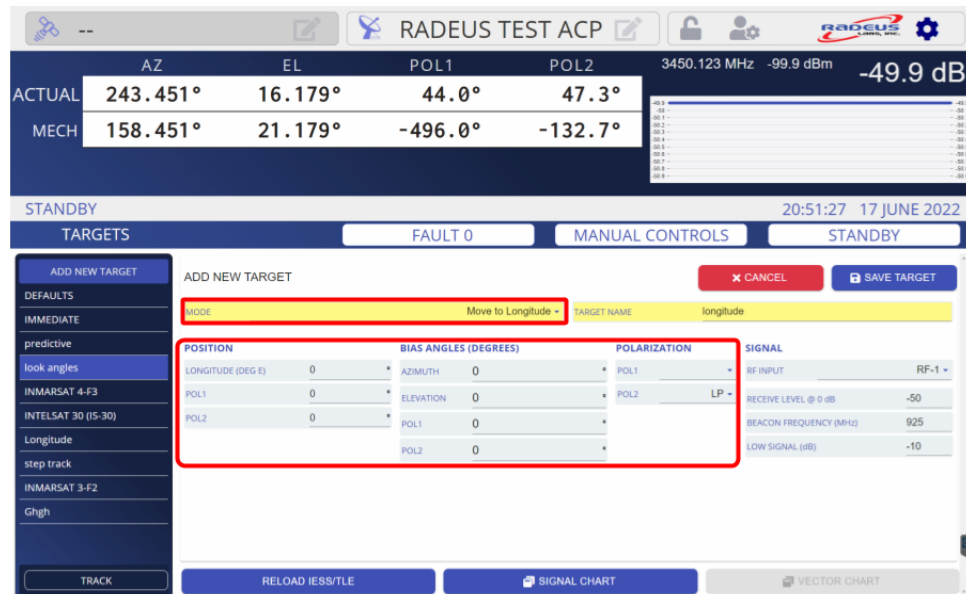 --
RADEUS TEST ACP
RADEUS
LABS, INC.
AZ EL POL1 POL2
3450.123 MHz -99.9 dBm -49.9 dB
ACTUAL 243.451° 16.179° 44.0° 47.3°
MECH 158.451° 21.179° -496.0° -132.7°
STANDBY 20:51:27 17 JUNE 2022
TARGETS FAULT 0 MANUAL CONTROLS STANDBY
ADD NEW TARGET
DEFAULTS
IMMEDIATE
predictive
look angles
INMARSAT 4-F3
INTELSAT 30 (IS-30)
Longitude
step track
INMARSAT 3-F2
Ghgh
TRACK
ADD NEW TARGET CANCEL SAVE TARGET
MODE Move to Longitude TARGET NAME longitude
POSITION BIAS ANGLES (DEGREES) POLARIZATION SIGNAL
LONGITUDE (DEG E) 0 ° AZIMUTH 0 ° POL1 RF INPUT RF-1
POL1 0 ° ELEVATION 0 ° POL2 LP RECEIVE LEVEL @ 0 dB -50
POL2 0 ° POL1 0 ° BEACON FREQUENCY (MHz) 925
POL2 0 ° LOW SIGNAL (dB) -10
RELOAD IESS/TLE SIGNAL CHART VECTOR CHART